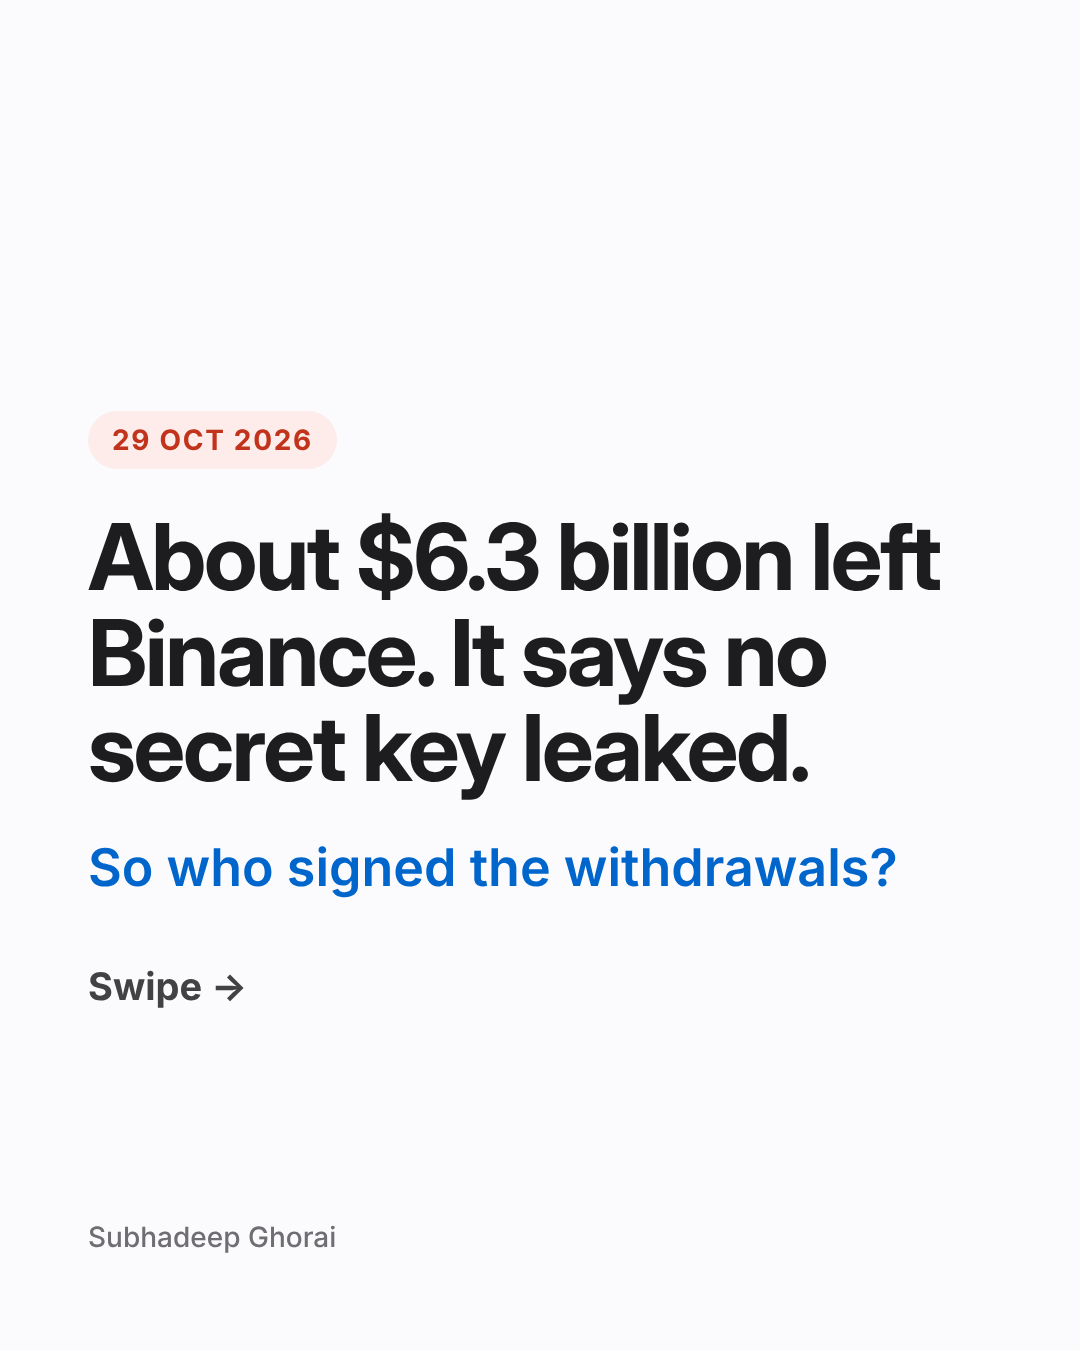 29 OCT 2026
About $6.3 billion left
Binance. It says no
secret key leaked.
So who signed the withdrawals?
Swipe →
Subhadeep Ghorai